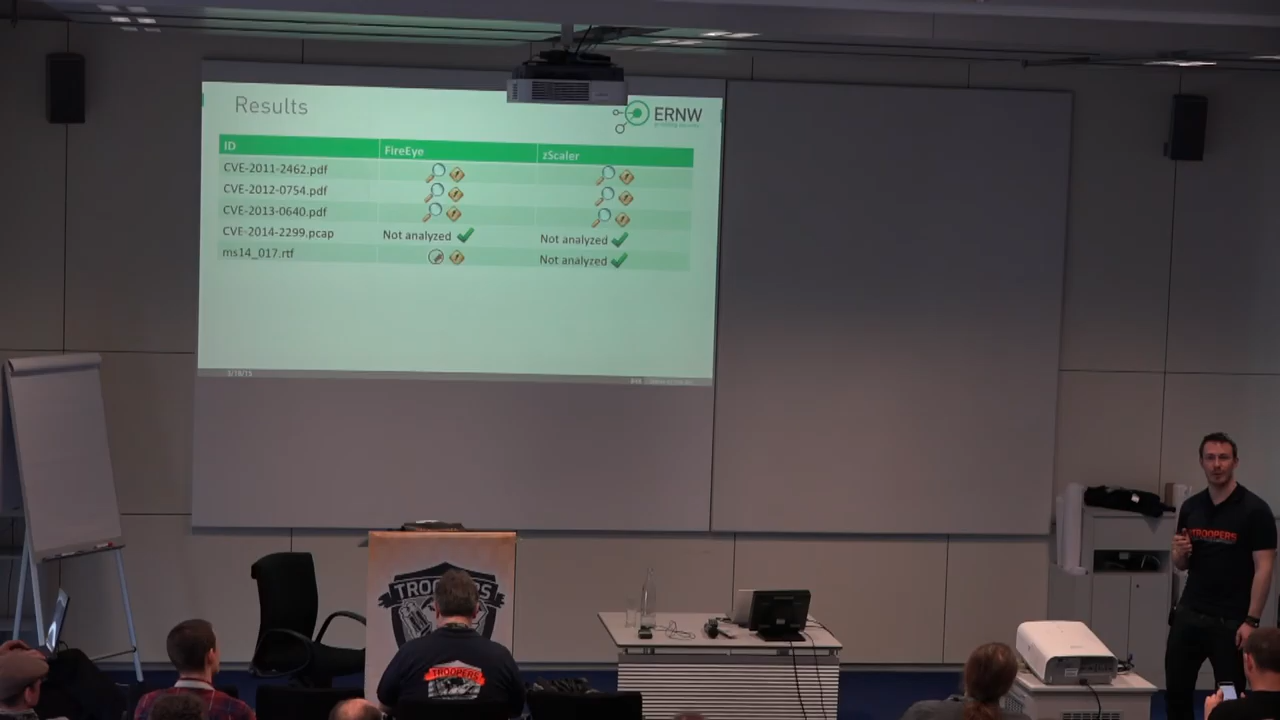 Results
ERNW
ID FireEye zScaler
CVE-2011-2462.pdf
CVE-2012-0754.pdf
CVE-2013-0640.pdf
CVE-2014-2299.pcap Not analyzed Not analyzed
ms14_017.rtf Not analyzed
TROOPERS
TROOPERS